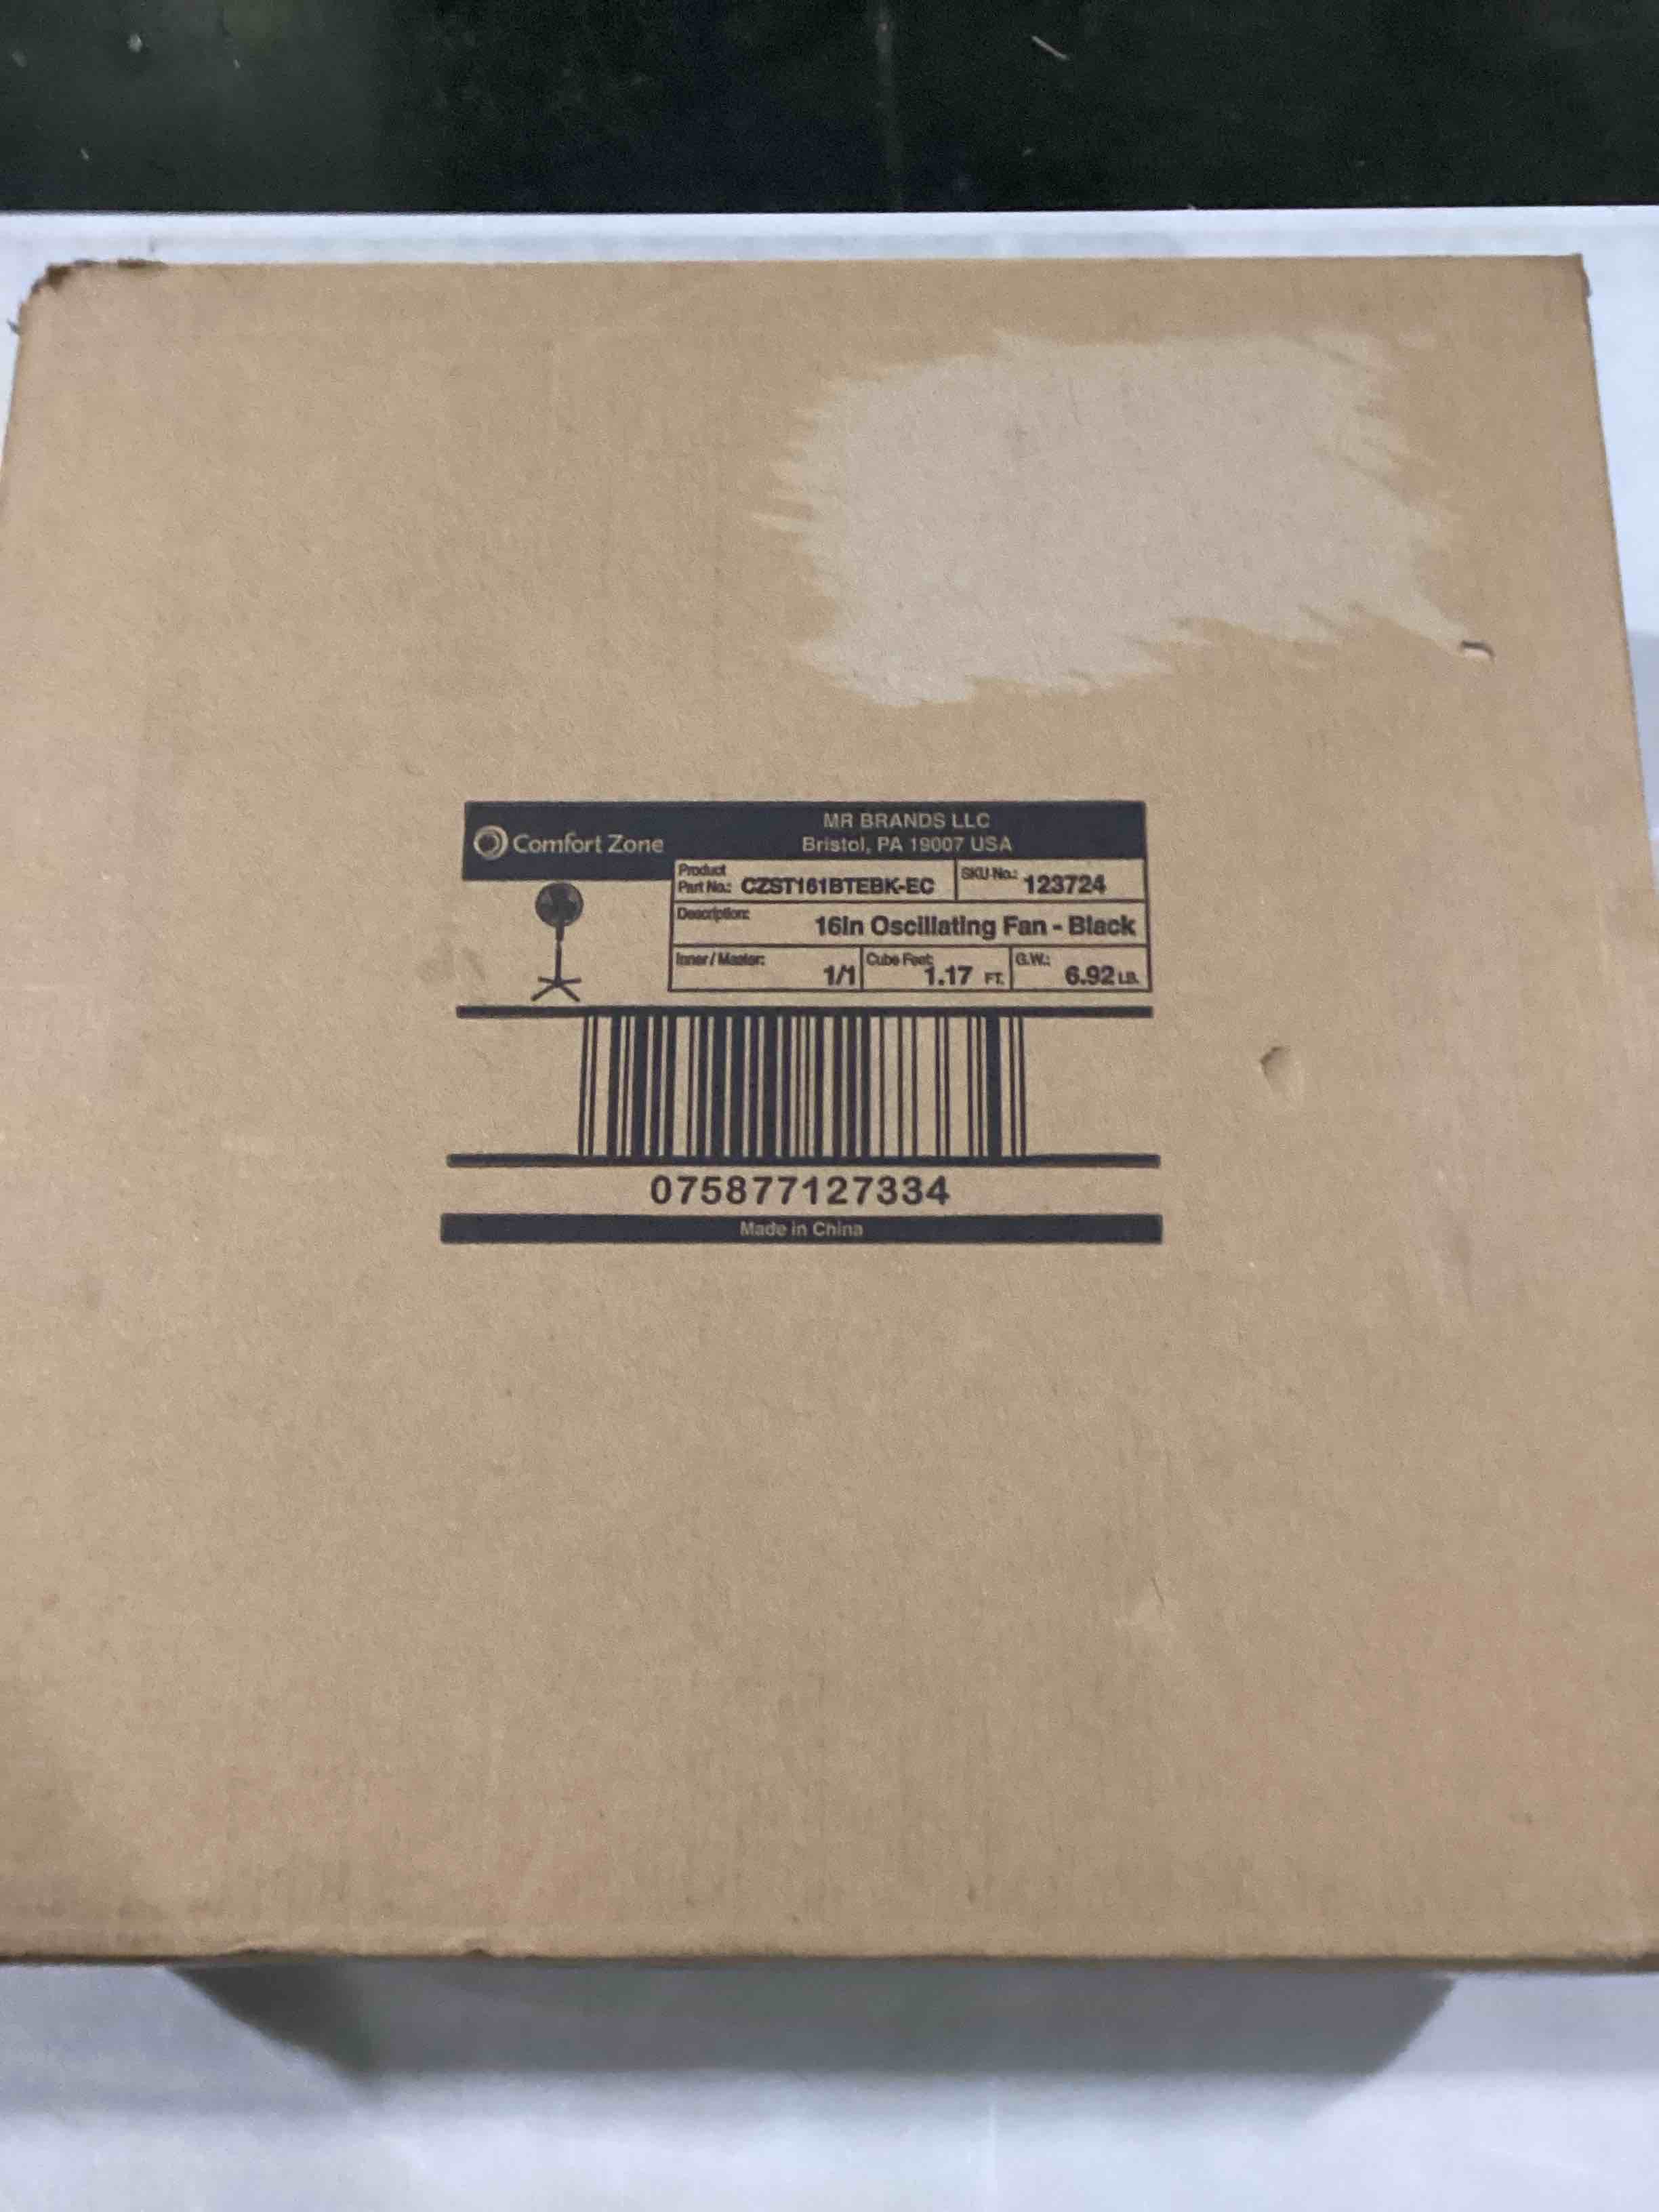 Comfort Zone
MR BRANDS LLC
Bristol, PA 19007 USA
Product
Part No.: CZST161BTEBK-EC
SKU No.: 123724
Description:
16in Oscillating Fan - Black
Inner / Master: 1/1
Cube Feet: 1.17 FT.
G.W.: 6.92 LB.
075877127334
Made in China